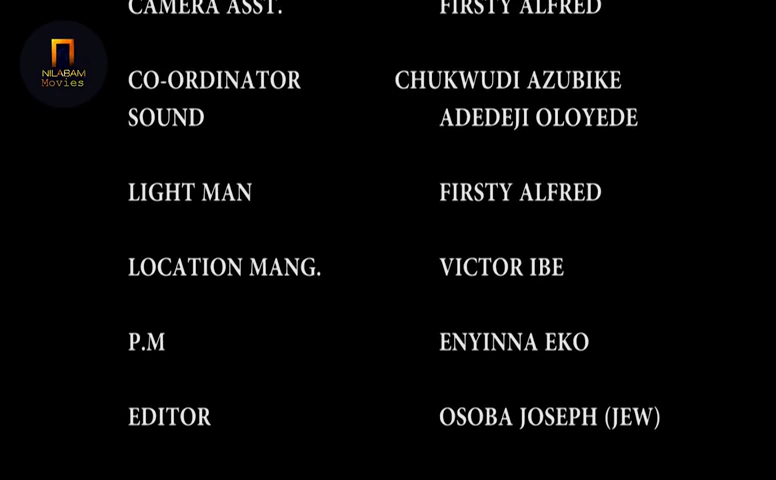 CAMERA ASST. FIRSTY ALFRED
NILABAM
Movies
CO-ORDINATOR CHUKWUDI AZUBIKE
SOUND ADEDEJI OLOYEDE
LIGHT MAN FIRSTY ALFRED
LOCATION MANG. VICTOR IBE
P.M ENYINNA EKO
EDITOR OSOBA JOSEPH (JEW)